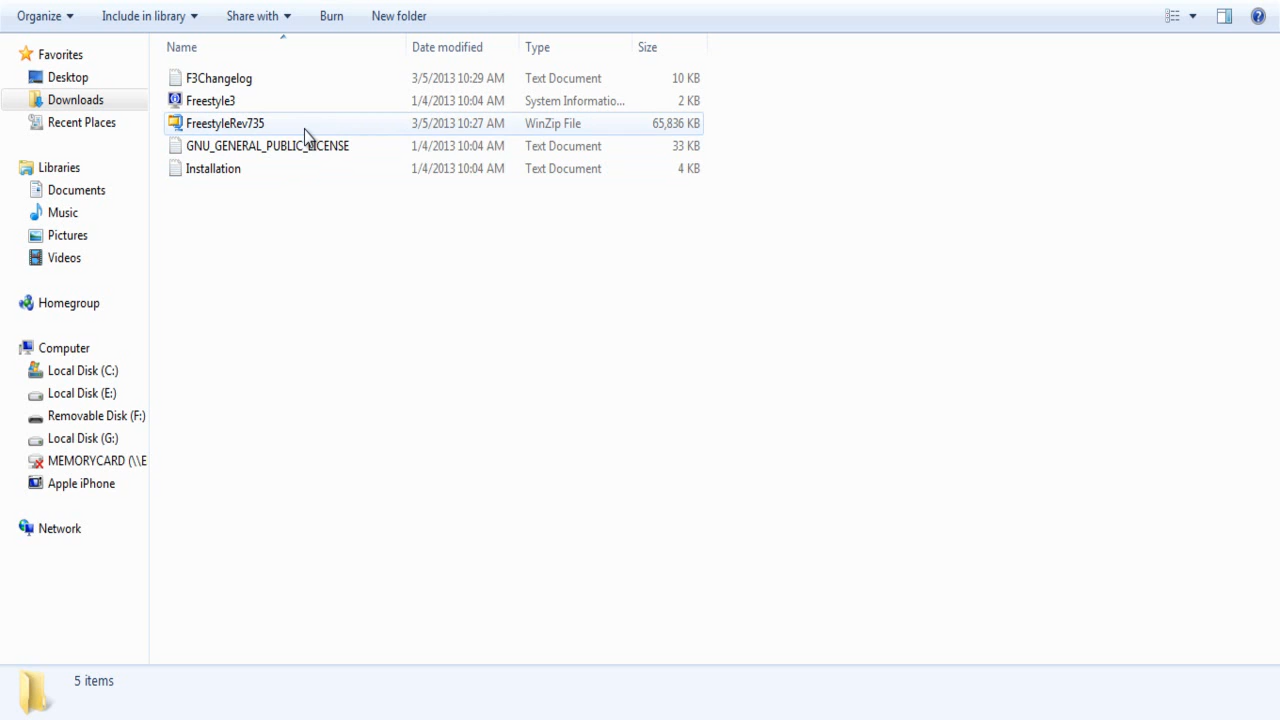 Organize Include in library Share with Burn New folder
Name Date modified Type Size
Favorites
Desktop
Downloads
Recent Places
Libraries
Documents
Music
Pictures
Videos
Homegroup
Computer
Local Disk (C:)
Local Disk (E:)
Removable Disk (F:)
Local Disk (G:)
MEMORYCARD (\\E
Apple iPhone
Network
F3Changelog 3/5/2013 10:29 AM Text Document 10 KB
Freestyle3 1/4/2013 10:04 AM System Informatio... 2 KB
FreestyleRev735 3/5/2013 10:27 AM WinZip File 65,836 KB
GNU_GENERAL_PUBLIC_LICENSE 1/4/2013 10:04 AM Text Document 33 KB
Installation 1/4/2013 10:04 AM Text Document 4 KB
5 items